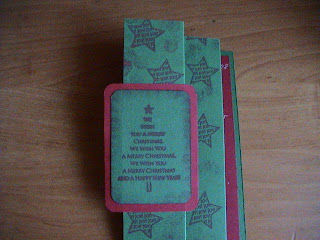 WE
WISH
YOU A MERRY
CHRISTMAS,
WE WISH YOU
A MERRY CHRISTMAS,
WE WISH YOU
A MERRY CHRISTMAS
AND A HAPPY NEW YEAR!